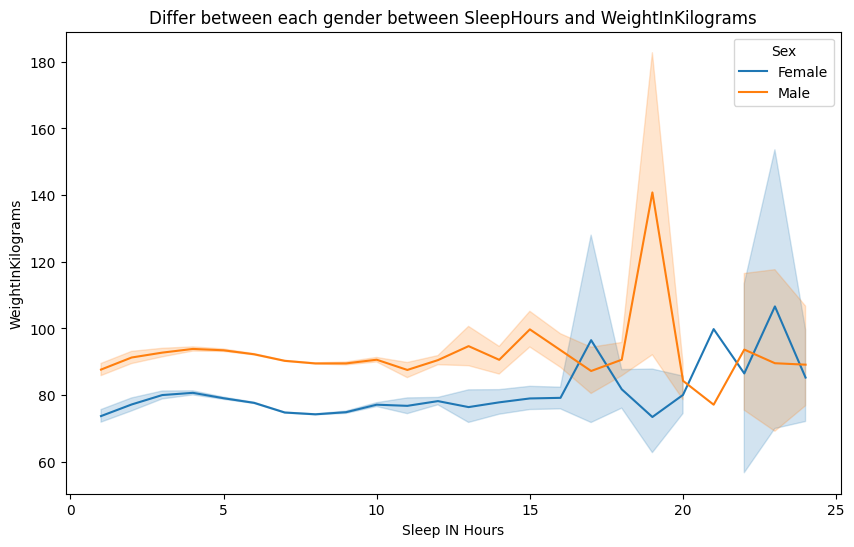 Differ between each gender between SleepHours and WeightInKilograms
Sex
Female
Male
WeightInKilograms
180
160
140
120
100
80
60
0
5
10
15
20
25
Sleep IN Hours